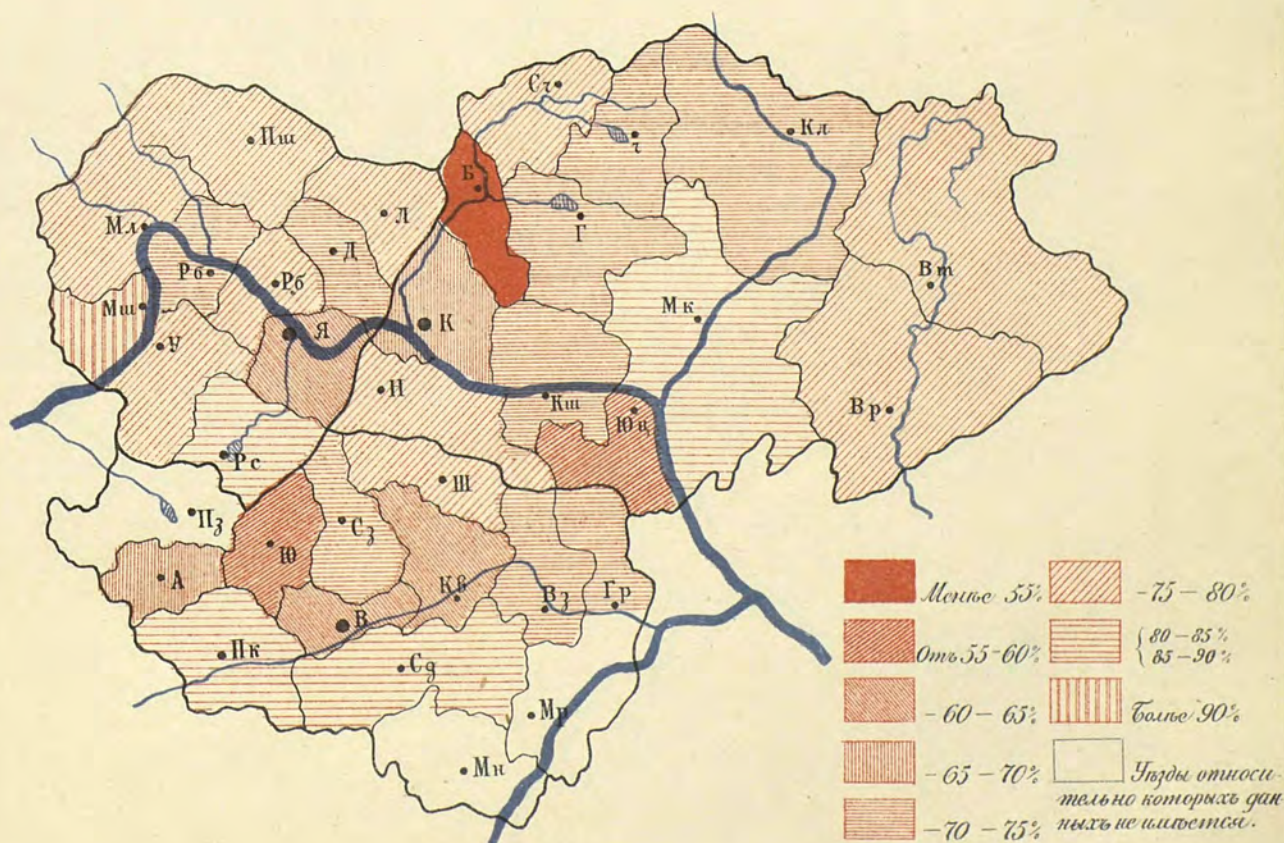 Сг
Кл
Пш
ч
Б
Л
Г
Мл
Д
Рб
Рб
Вт
Мш
Мк
Я
К
У
П
Кш
Юц
Вр
Рс
Ш
Пз
Сз
Ю
А
Кв
Вз
Гр
В
Пк
Сд
Мр
Мн
Менѣе 55%
Отъ 55-60%
-60-65%
-65-70%
-70-75%
-75-80%
80-85%
85-90%
Болѣе 90%
Уѣзды относи-
тельно которыхъ дан-
ныхъ не имѣется.